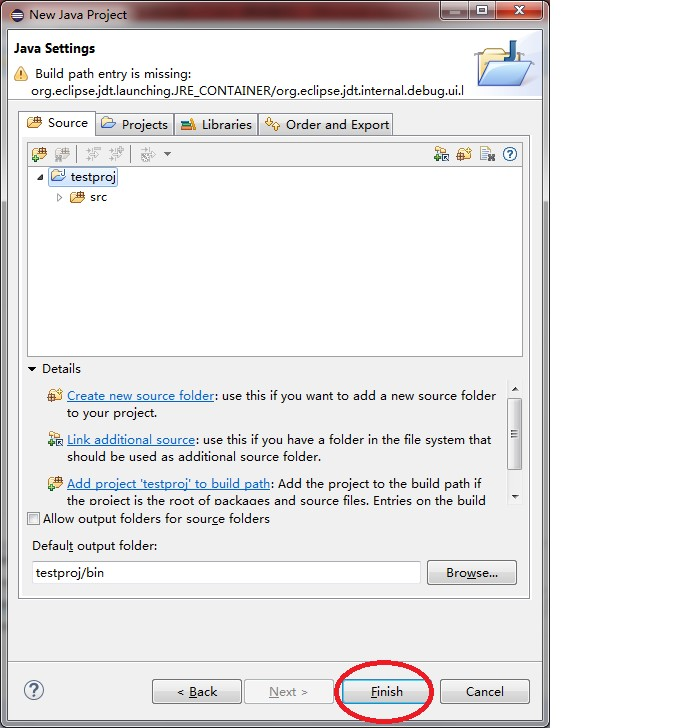 New Java Project
Java Settings
Build path entry is missing:
org.eclipse.jdt.launching.JRE_CONTAINER/org.eclipse.jdt.internal.debug.ui.l
Source Projects Libraries Order and Export
testproj
src
Details
Create new source folder: use this if you want to add a new source folder
to your project.
Link additional source: use this if you have a folder in the file system that
should be used as additional source folder.
Add project 'testproj' to build path: Add the project to the build path if
the project is the root of packages and source files. Entries on the build
Allow output folders for source folders
Default output folder:
testproj/bin Browse...
< Back Next > Finish Cancel